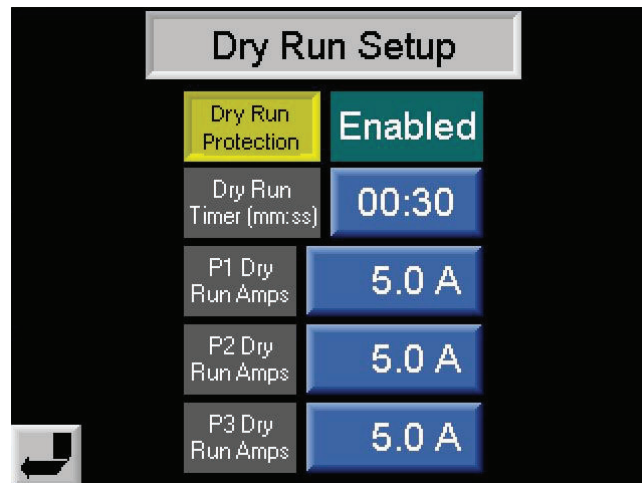 Dry Run Setup
Dry Run
Protection
Enabled
Dry Run
Timer (mm:ss)
00:30
P1 Dry
Run Amps
5.0 A
P2 Dry
Run Amps
5.0 A
P3 Dry
Run Amps
5.0 A